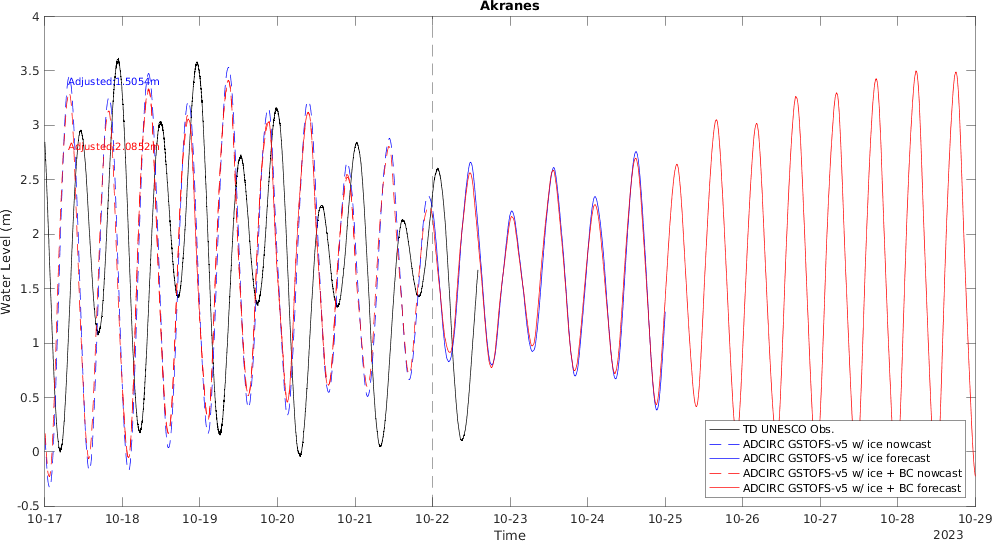 Akranes
4
3.5
3
2.5
2
1.5
1
0.5
0
-0.5
Water Level (m)
Adjusted:1.5054m
Adjusted:2.0852m
TD UNESCO Obs.
ADCIRC GSTOFS-v5 w/ ice nowcast
ADCIRC GSTOFS-v5 w/ ice forecast
ADCIRC GSTOFS-v5 w/ ice + BC nowcast
ADCIRC GSTOFS-v5 w/ ice + BC forecast
10-17 10-18 10-19 10-20 10-21 10-22 10-23 10-24 10-25 10-26 10-27 10-28 10-29
Time
2023